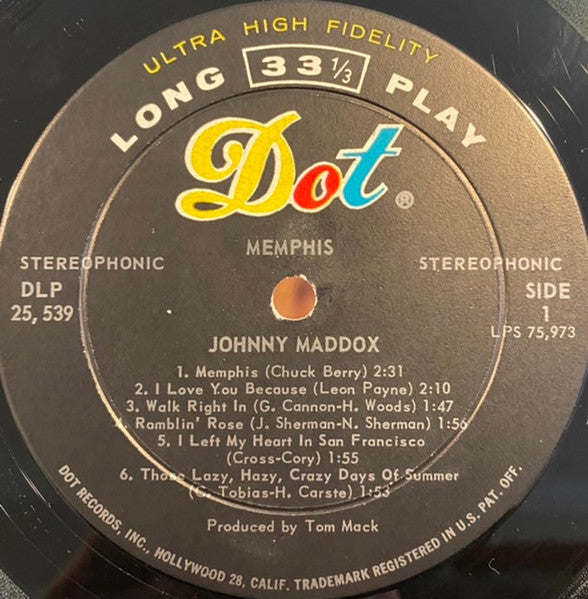 ULTRA HIGH FIDELITY
LONG 33 1/3 PLAY
Dot®
MEMPHIS
STEREOPHONIC STEREOPHONIC
DLP SIDE
25,539 1
LPS 75,973
JOHNNY MADDOX
1. Memphis (Chuck Berry) 2:31
2. I Love You Because (Leon Payne) 2:10
3. Walk Right In (G. Cannon-H. Woods) 1:47
4. Ramblin' Rose (J. Sherman-N. Sherman) 1:56
5. I Left My Heart In San Francisco
(Cross-Cory) 1:55
6. Those Lazy, Hazy, Crazy Days Of Summer
(C. Tobias-H. Carste) 1:53
Produced by Tom Mack
DOT RECORDS, INC., HOLLYWOOD 28, CALIF. TRADEMARK REGISTERED IN U.S. PAT. OFF.